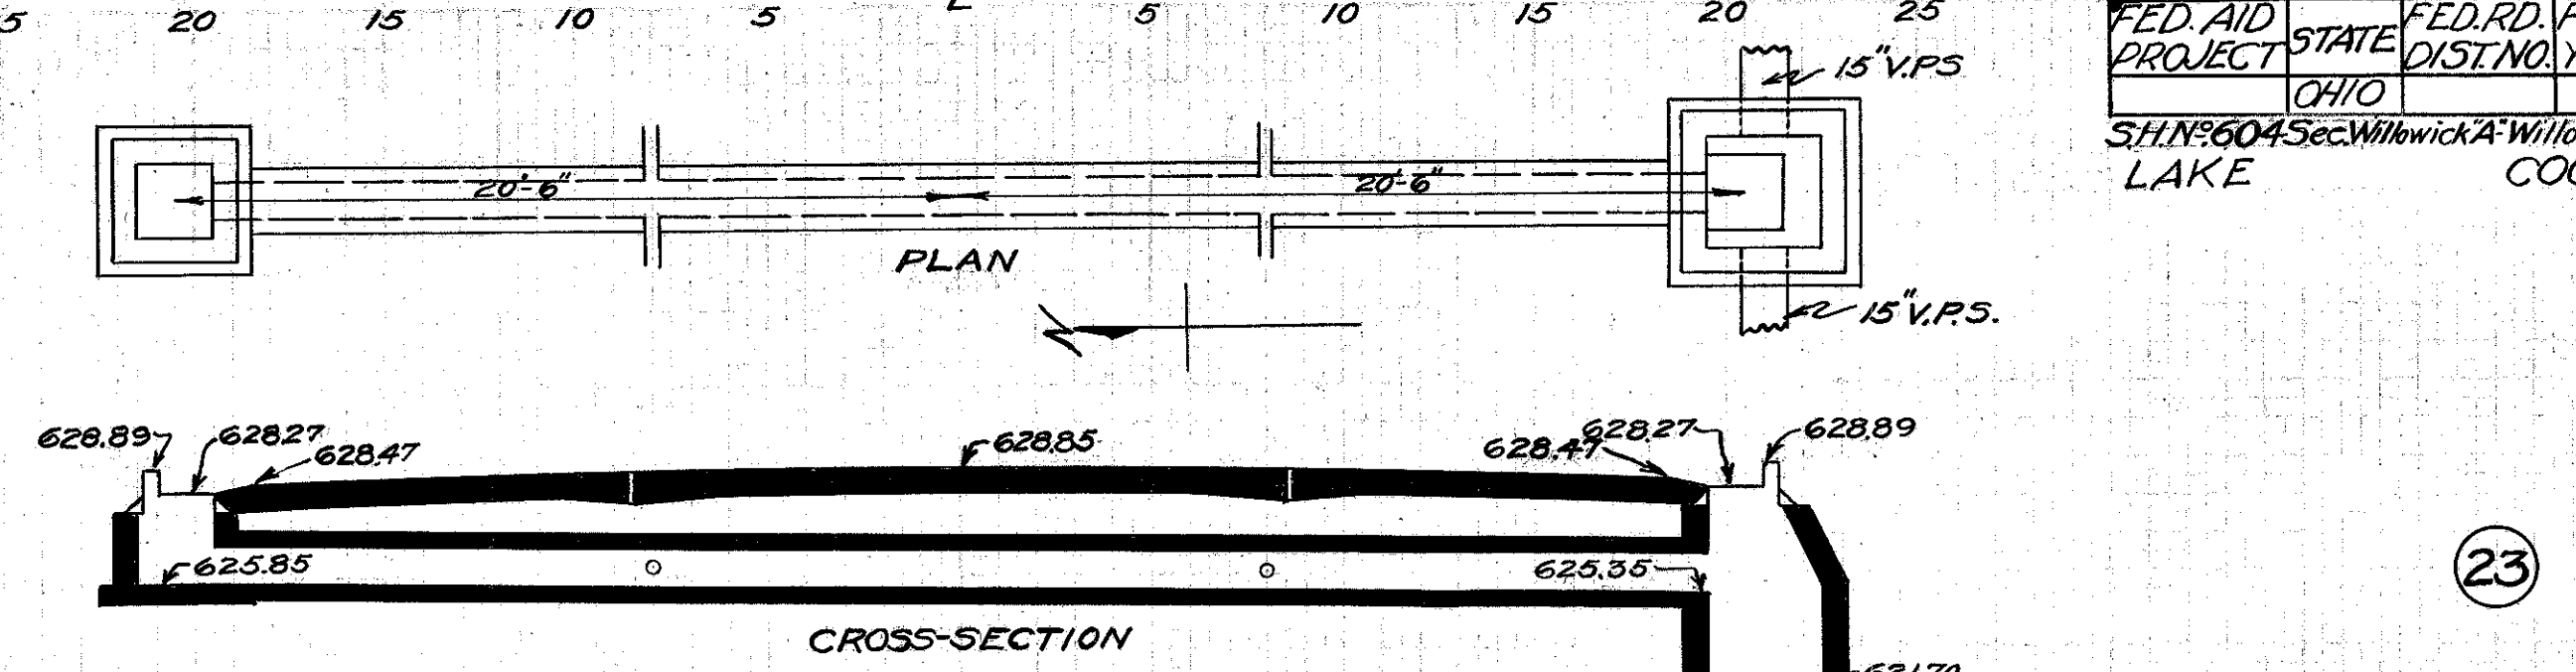 20 15 10 5 5 10 15 20 25
FED. AID PROJECT STATE FED.RD. DIST.NO.
OHIO
S.H.Nº604 Sec.Willowick"A"-
LAKE
15"V.P.S
20'-6" 20'-6"
PLAN
15"V.P.S.
628.89 628.27 628.47 628.85 628.47 628.27 628.89
625.85 625.35
23
CROSS-SECTION